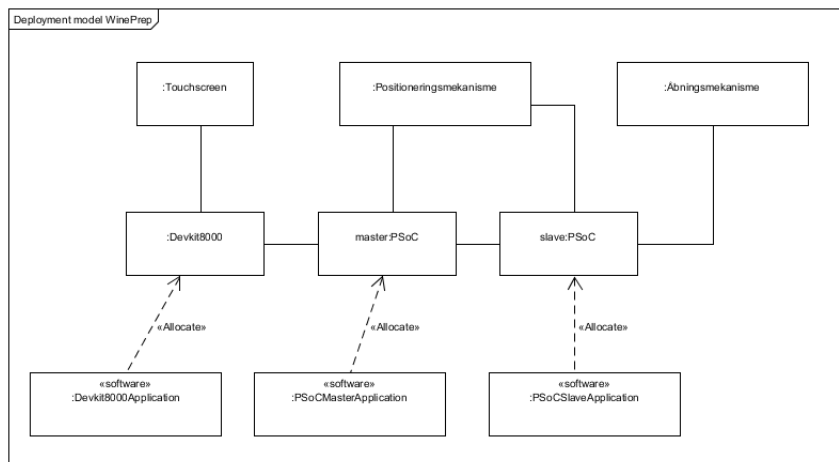 Deployment model WinePrep
:Touchscreen
:Positioneringsmekanisme
:Åbningsmekanisme
:Devkit8000
master:PSoC
slave:PSoC
«Allocate»
«Allocate»
«Allocate»
«software»
:Devkit8000Application
«software»
:PSoCMasterApplication
«software»
:PSoCSlaveApplication